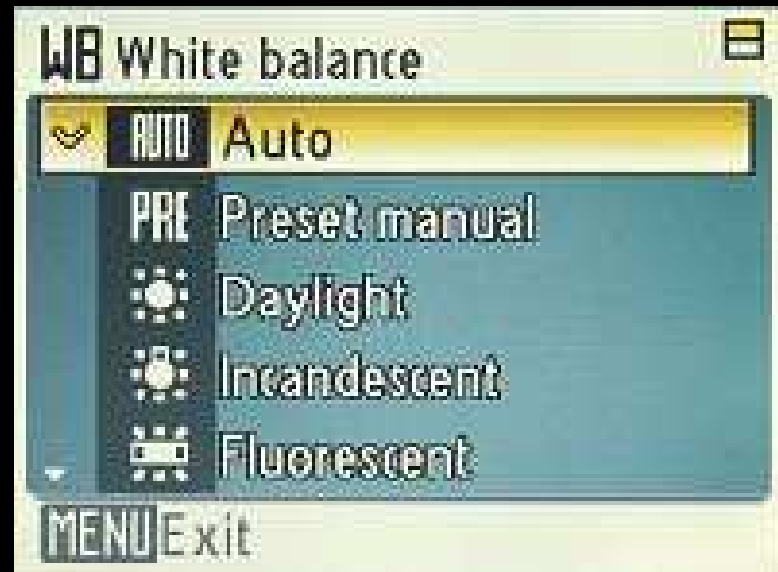 WB White balance
AUTO Auto
PRE Preset manual
Daylight
Incandescent
Fluorescent
MENU Exit